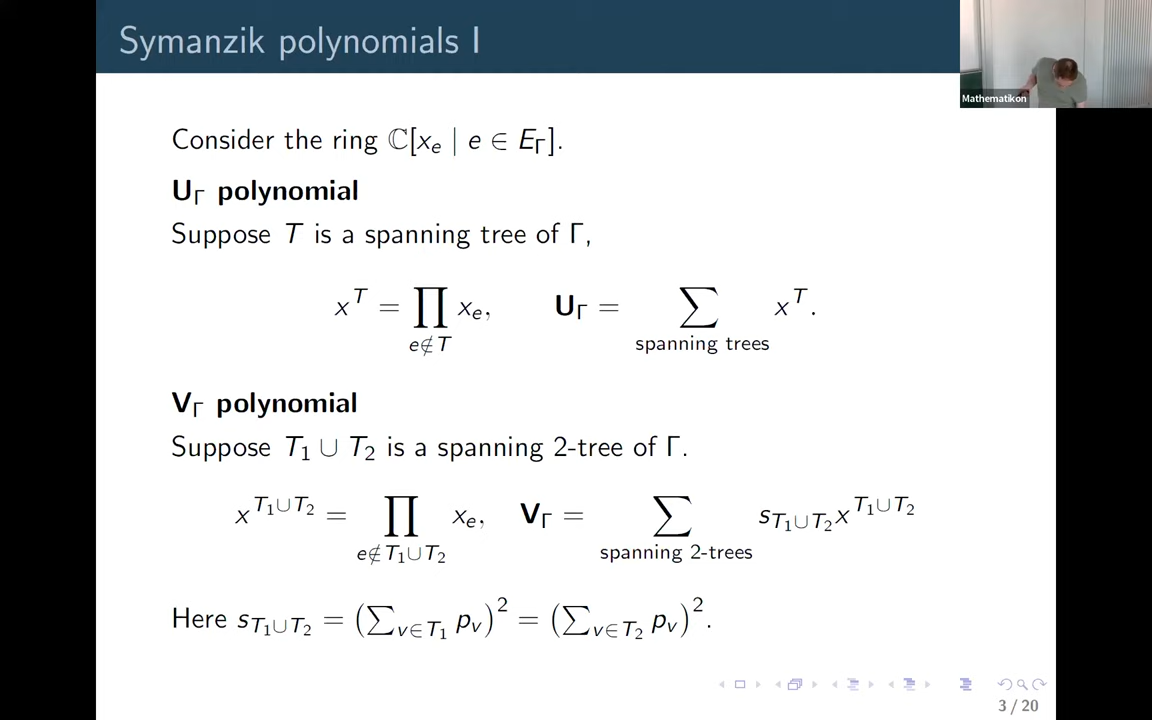 Symanzik polynomials I
Mathematikon
Consider the ring ℂ[x_e | e ∈ E_Γ].
U_Γ polynomial
Suppose T is a spanning tree of Γ,
x^T = ∏_{e∉T} x_e, U_Γ = ∑_{spanning trees} x^T.
V_Γ polynomial
Suppose T_1 ∪ T_2 is a spanning 2-tree of Γ.
x^{T_1∪T_2} = ∏_{e∉T_1∪T_2} x_e, V_Γ = ∑_{spanning 2-trees} s_{T_1∪T_2} x^{T_1∪T_2}
Here s_{T_1∪T_2} = (∑_{v∈T_1} p_v)^2 = (∑_{v∈T_2} p_v)^2.
3 / 20